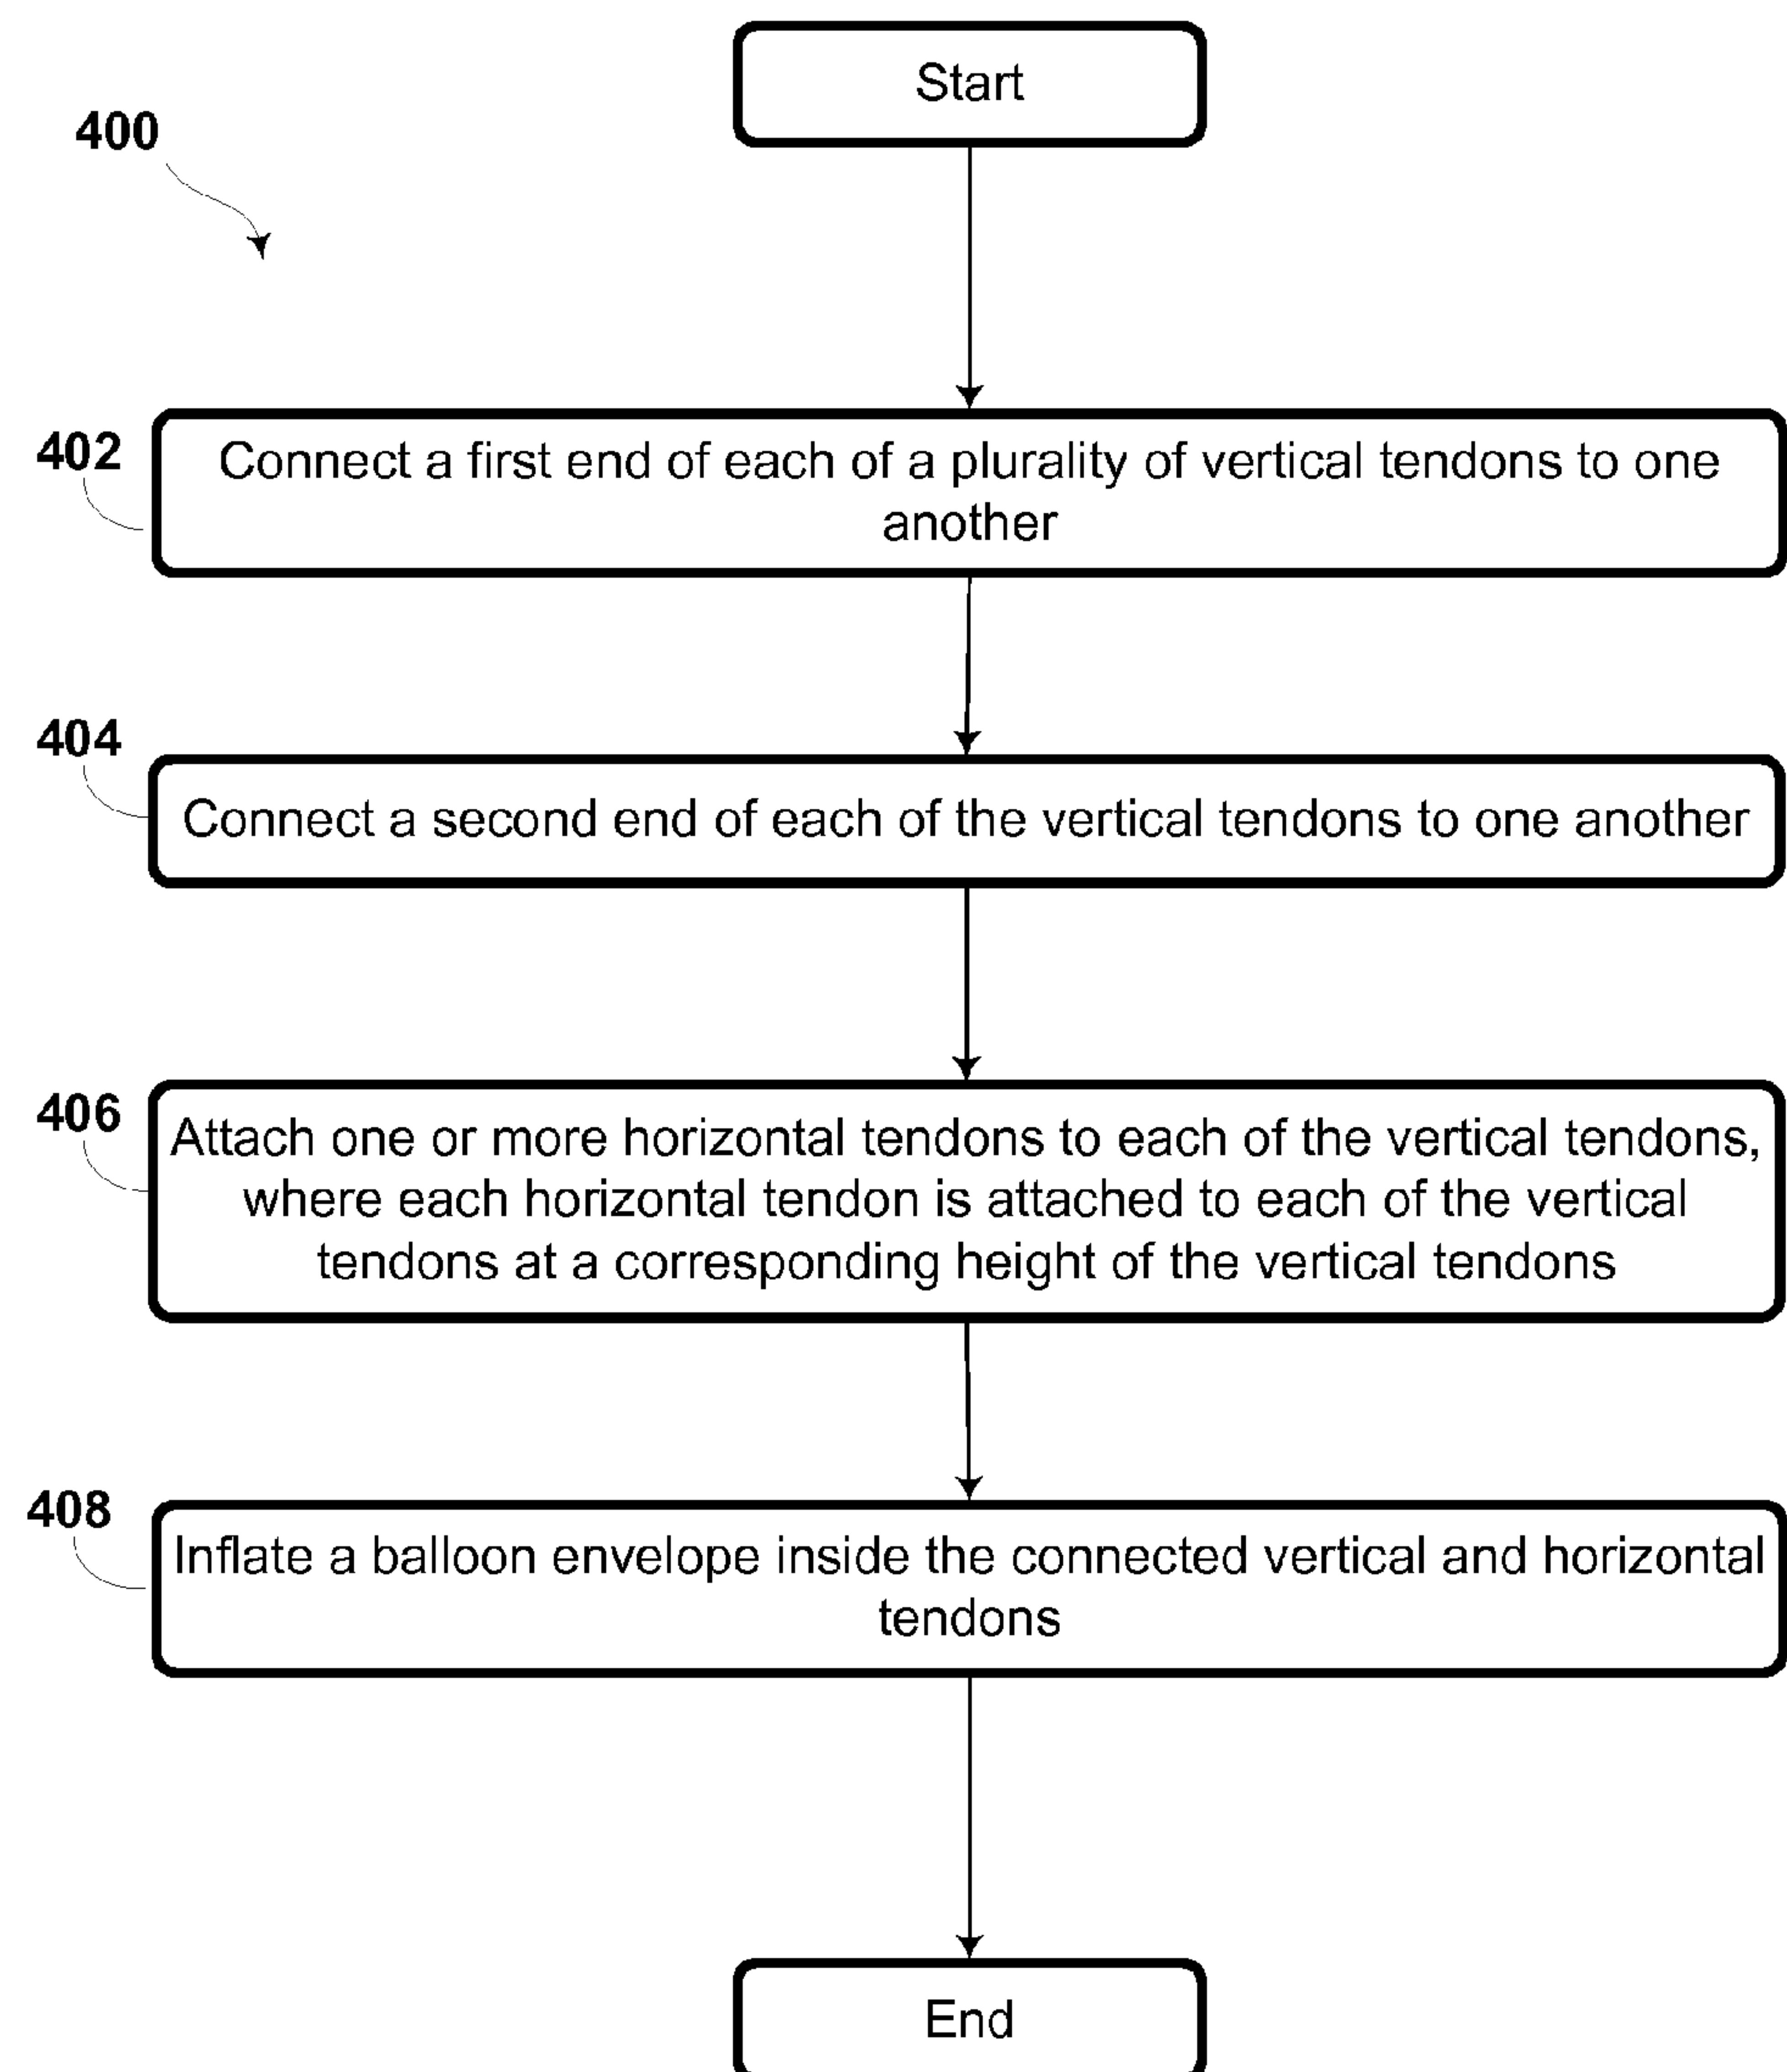 Start
400
402
Connect a first end of each of a plurality of vertical tendons to one
another
404
Connect a second end of each of the vertical tendons to one another
406
Attach one or more horizontal tendons to each of the vertical tendons,
where each horizontal tendon is attached to each of the vertical
tendons at a corresponding height of the vertical tendons
408
Inflate a balloon envelope inside the connected vertical and horizontal
tendons
End